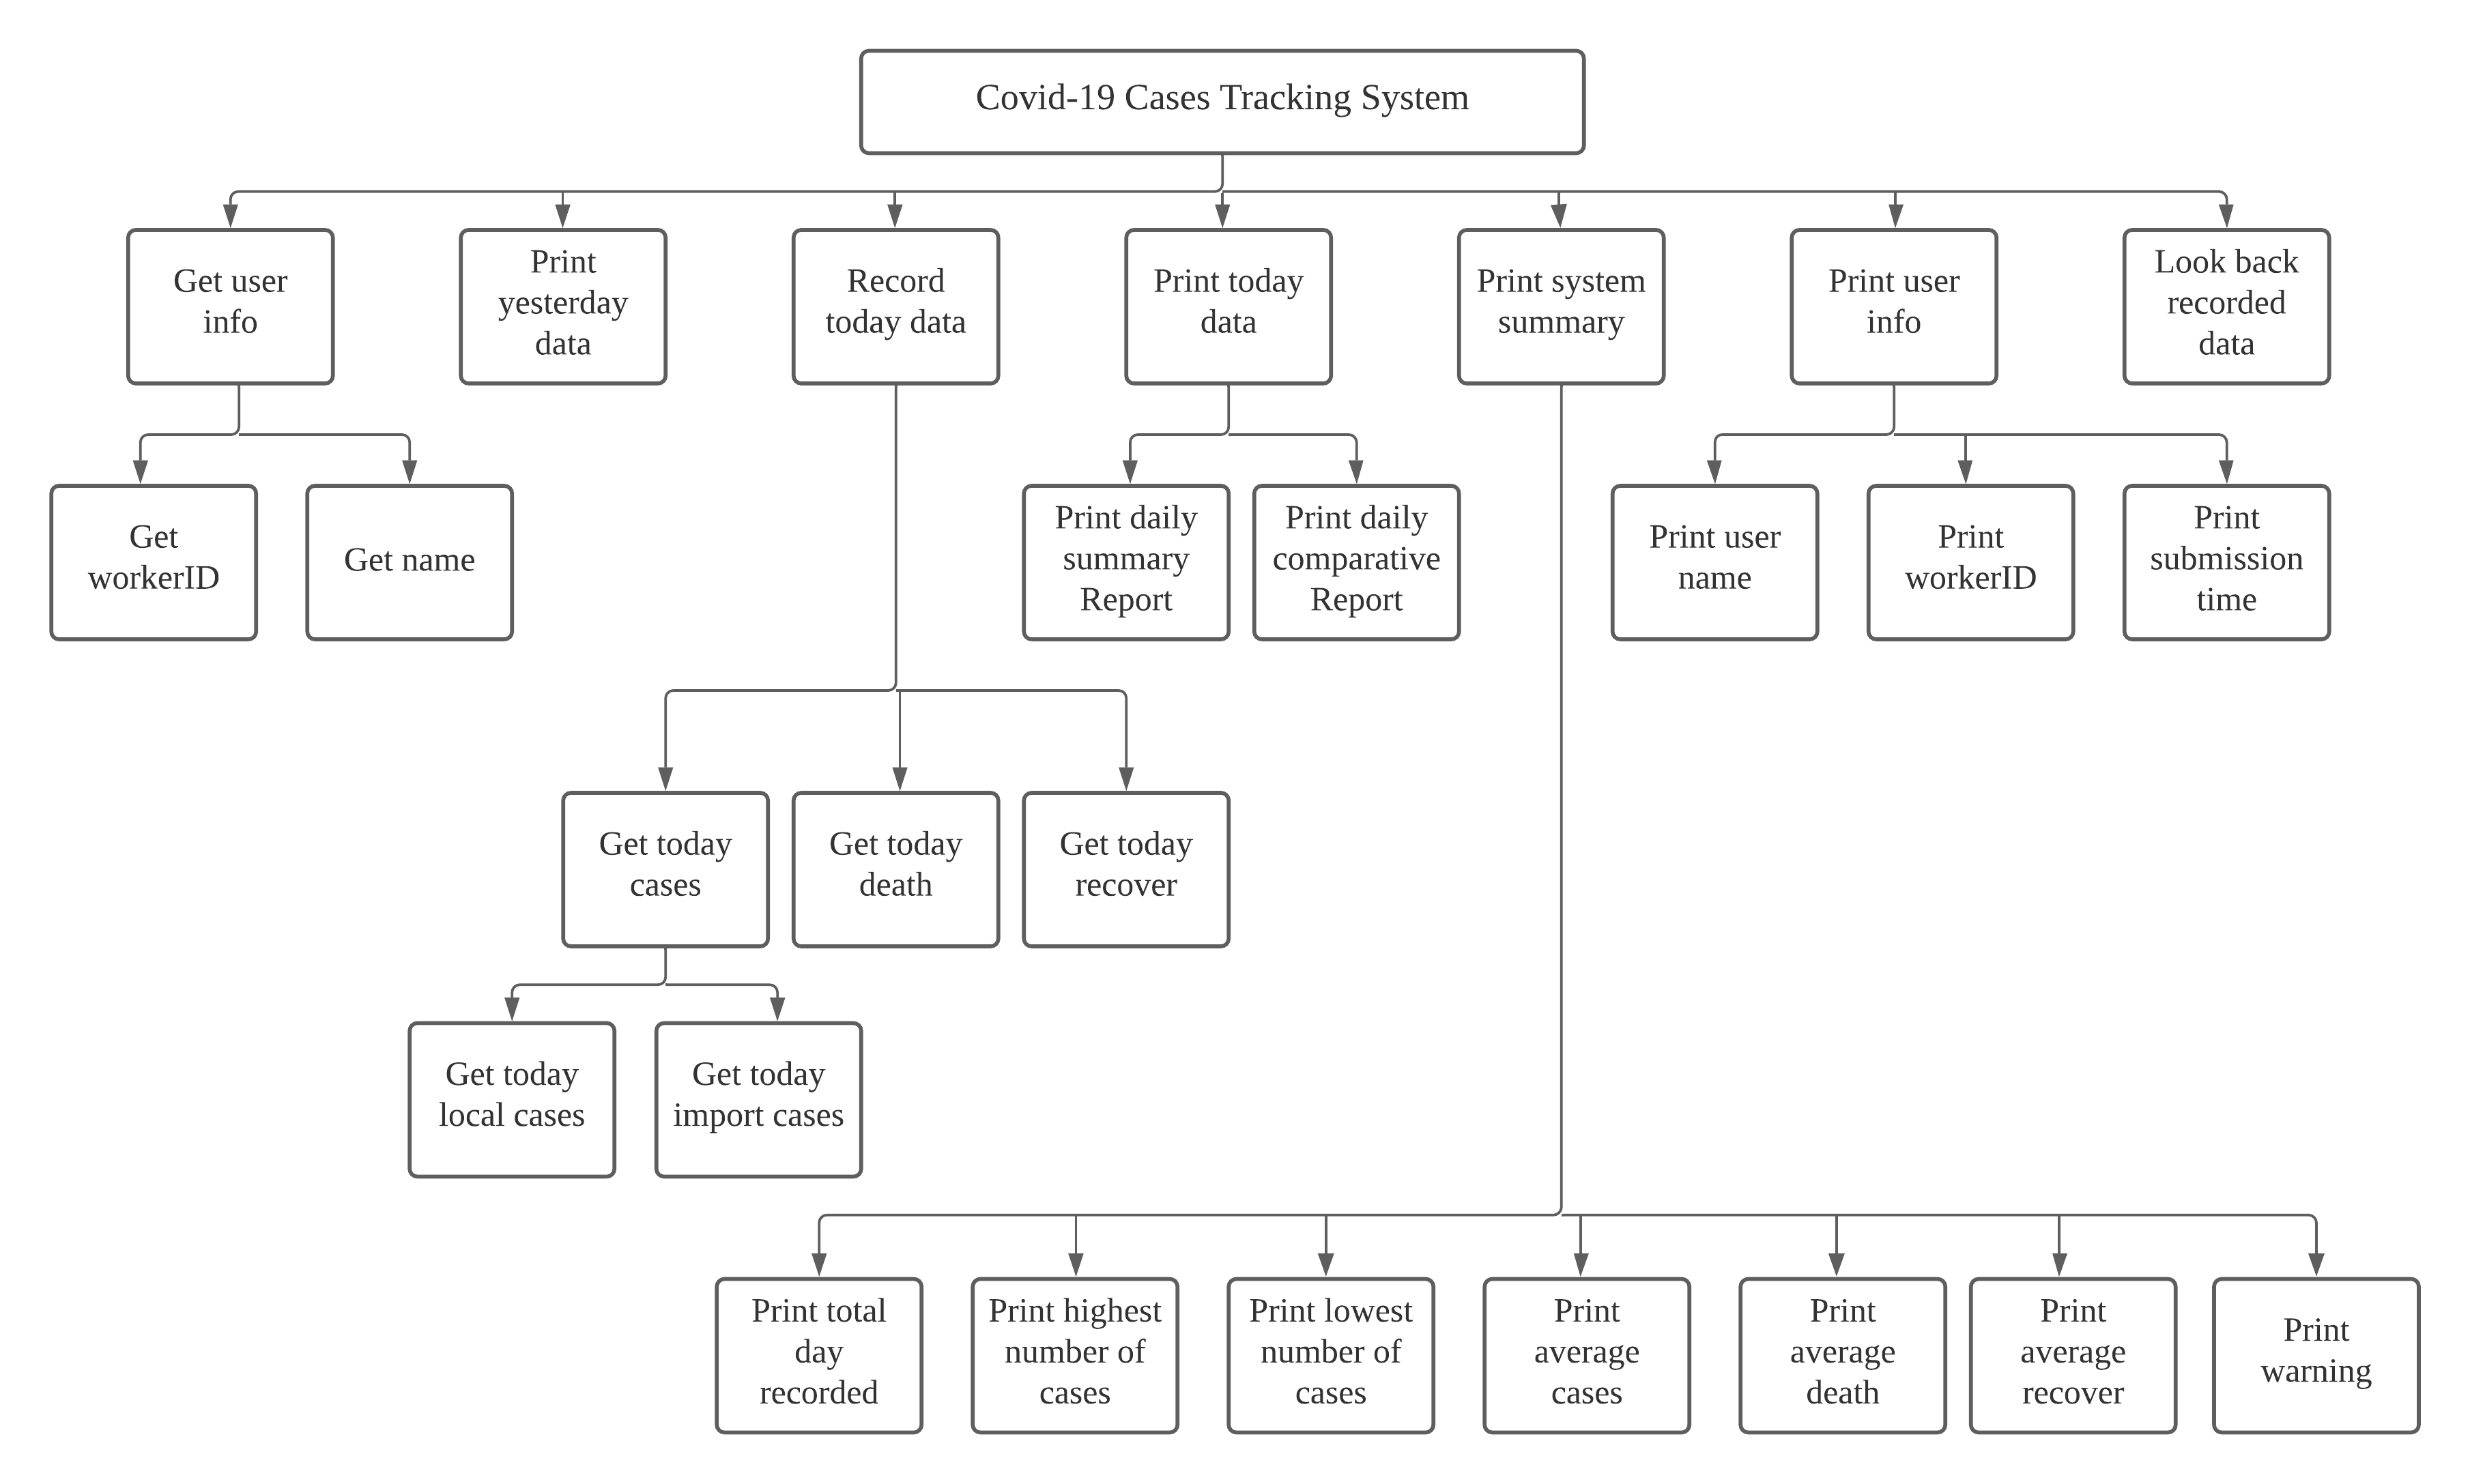 Covid-19 Cases Tracking System
Get user
info
Print
yesterday
data
Record
today data
Print today
data
Print system
summary
Print user
info
Look back
recorded
data
Get
workerID
Get name
Print daily
summary
Report
Print daily
comparative
Report
Print user
name
Print
workerID
Print
submission
time
Get today
cases
Get today
death
Get today
recover
Get today
local cases
Get today
import cases
Print total
day
recorded
Print highest
number of
cases
Print lowest
number of
cases
Print
average
cases
Print
average
death
Print
average
recover
Print
warning